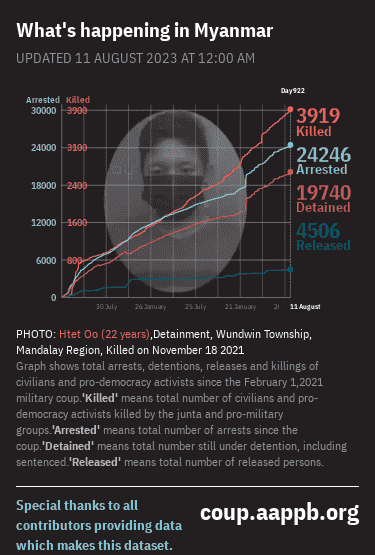 What's happening in Myanmar
UPDATED 11 AUGUST 2023 AT 12:00 AM
Day922
Arrested Killed
30000 3900
24000 3100
18000 2400
12000 1600
6000 800
0
3919
Killed
24246
Arrested
19740
Detained
4506
Released
30 July 26 January 25 July 21 January 11 August
PHOTO: Htet Oo (22 years),Detainment, Wundwin Township,
Mandalay Region, Killed on November 18 2021
Graph shows total arrests, detentions, releases and killings of
civilians and pro-democracy activists since the February 1,2021
military coup.'Killed' means total number of civilians and pro-
democracy activists killed by the junta and pro-military
groups.'Arrested' means total number of arrests since the
coup.'Detained' means total number still under detention, including
sentenced.'Released' means total number of released persons.
Special thanks to all
contributors providing data
which makes this dataset.
coup.aappb.org